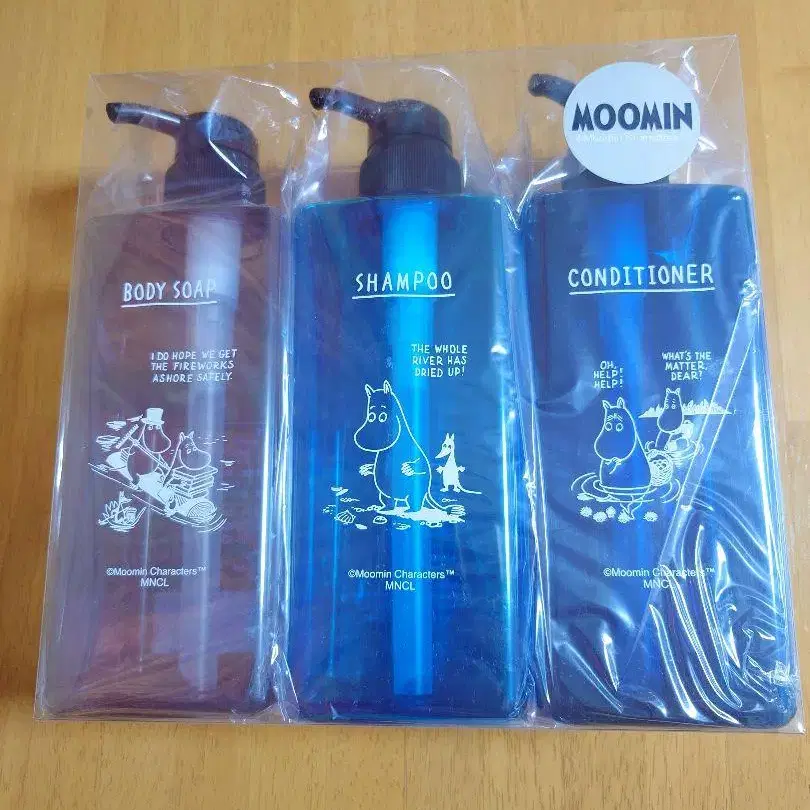 MOOMIN
BODY SOAP
I DO HOPE WE GET
THE FIREWORKS
ASHORE SAFELY.
©Moomin Characters™
MNCL
SHAMPOO
THE WHOLE
RIVER HAS
DRIED UP!
©Moomin Characters™
MNCL
CONDITIONER
OH,
HELP!
HELP!
WHAT'S THE
MATTER,
DEAR?
©Moomin Characters™
MNCL